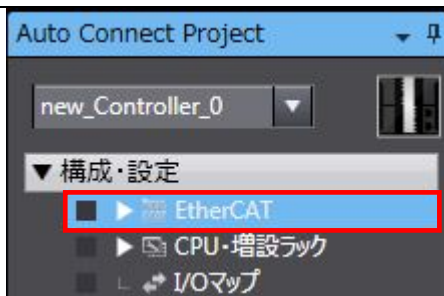 Auto Connect Project
new_Controller_0
構成・設定
EtherCAT
CPU・増設ラック
I/Oマップ